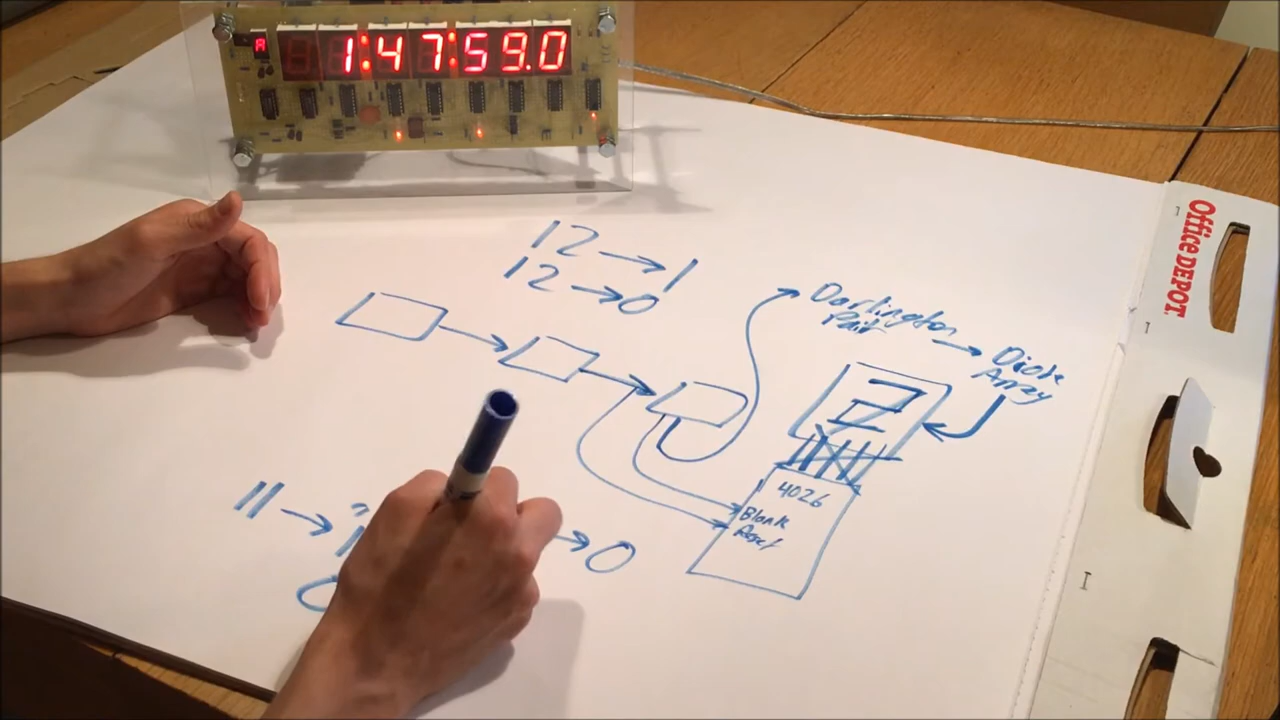 A 1:47:59.0
12 → 1
12 → 0
Darlington
Pair
Diode
Array
2
4026
Blank
Reset
11 →
→ 0
Office DEPOT